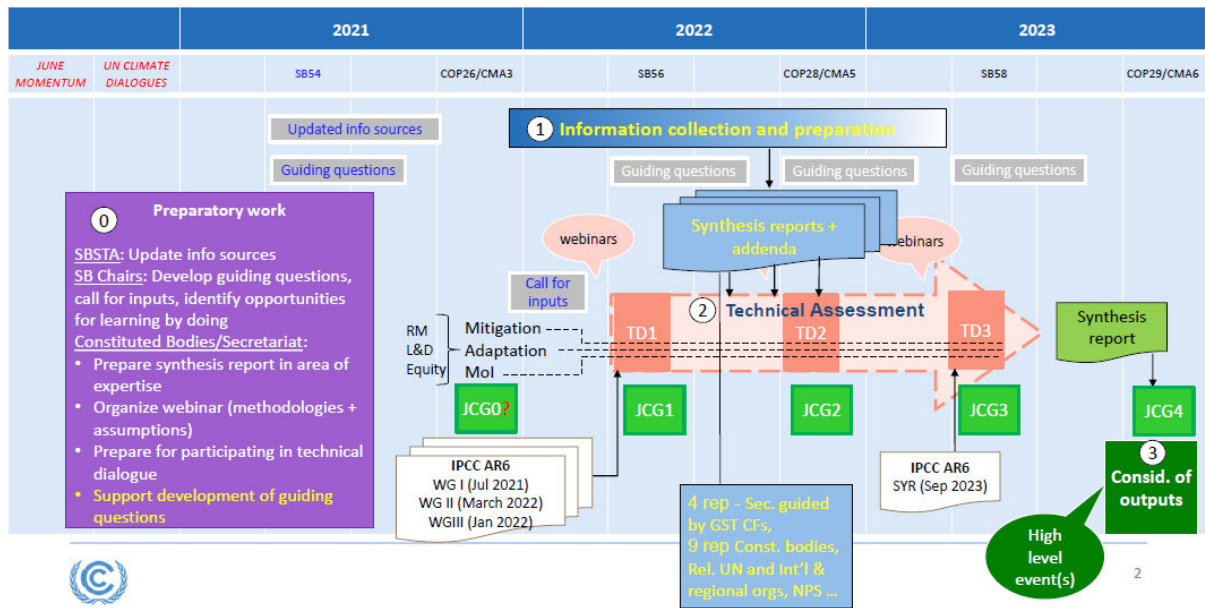 2021
2022
2023
JUNE
MOMENTUM
UN CLIMATE
DIALOGUES
SB54
COP26/CMA3
SB56
COP28/CMA5
SB58
COP29/CMA6
Updated info sources
1 Information collection and preparation
Guiding questions
Guiding questions
Guiding questions
Guiding questions
0 Preparatory work
SBSTA: Update info sources
SB Chairs: Develop guiding questions,
call for inputs, identify opportunities
for learning by doing
Constituted Bodies/Secretariat:
• Prepare synthesis report in area of
expertise
• Organize webinar (methodologies +
assumptions)
• Prepare for participating in technical
dialogue
• Support development of guiding
questions
webinars
Synthesis reports +
addenda
webinars
Call for
inputs
2 Technical Assessment
RM
L&D
Equity
Mitigation
Adaptation
MoI
TD1
TD2
TD3
Synthesis
report
JCG0?
JCG1
JCG2
JCG3
JCG4
IPCC AR6
WG I (Jul 2021)
WG II (March 2022)
WGIII (Jan 2022)
IPCC AR6
SYR (Sep 2023)
3
Consid. of
outputs
4 rep - Sec. guided
by GST CFs,
9 rep Const. bodies,
Rel. UN and Int'l &
regional orgs, NPS ...
High
level
event(s)
2